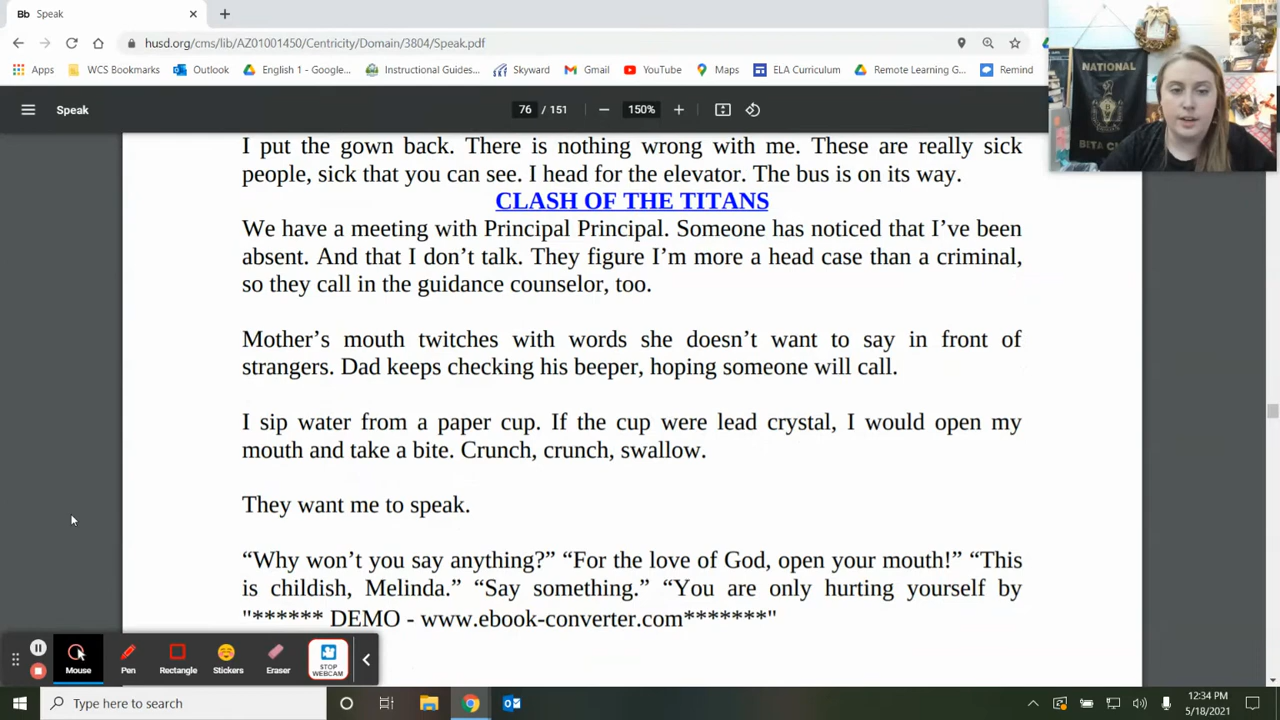 Bb Speak
husd.org/cms/lib/AZ01001450/Centricity/Domain/3804/Speak.pdf
Apps WCS Bookmarks Outlook English 1 - Google... Instructional Guides... Skyward Gmail YouTube Maps ELA Curriculum Remote Learning G... Remind
NATIONAL
BETA
Speak 76 / 151 150%
I put the gown back. There is nothing wrong with me. These are really sick
people, sick that you can see. I head for the elevator. The bus is on its way.
CLASH OF THE TITANS
We have a meeting with Principal Principal. Someone has noticed that I’ve been
absent. And that I don’t talk. They figure I’m more a head case than a criminal,
so they call in the guidance counselor, too.
Mother’s mouth twitches with words she doesn’t want to say in front of
strangers. Dad keeps checking his beeper, hoping someone will call.
I sip water from a paper cup. If the cup were lead crystal, I would open my
mouth and take a bite. Crunch, crunch, swallow.
They want me to speak.
“Why won’t you say anything?” “For the love of God, open your mouth!” “This
is childish, Melinda.” “Say something.” “You are only hurting yourself by
"****** DEMO - www.ebook-converter.com*******"
Mouse Pen Rectangle Stickers Eraser STOP WEBCAM
Type here to search
12:34 PM
5/18/2021